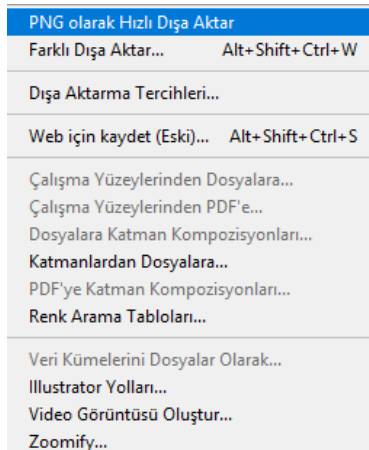 PNG olarak Hızlı Dışa Aktar
Farklı Dışa Aktar... Alt+Shift+Ctrl+W
Dışa Aktarma Tercihleri...
Web için kaydet (Eski)... Alt+Shift+Ctrl+S
Çalışma Yüzeylerinden Dosyalara...
Çalışma Yüzeylerinden PDF'e...
Dosyalara Katman Kompozisyonları...
Katmanlardan Dosyalara...
PDF'ye Katman Kompozisyonları...
Renk Arama Tabloları...
Veri Kümelerini Dosyalar Olarak...
Illustrator Yolları...
Video Görüntüsü Oluştur...
Zoomify...